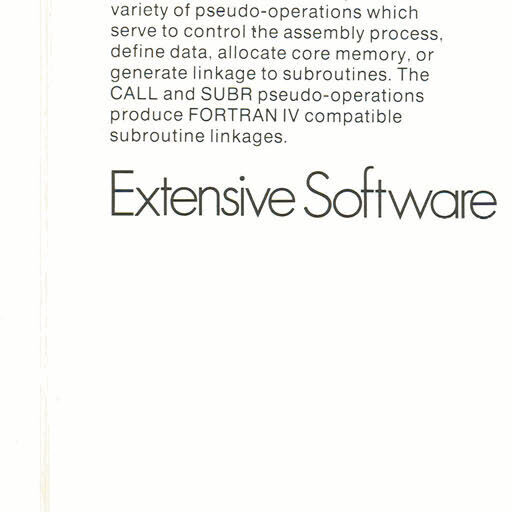 variety of pseudo-operations which
serve to control the assembly process,
define data, allocate core memory, or
generate linkage to subroutines. The
CALL and SUBR pseudo-operations
produce FORTRAN IV compatible
subroutine linkages.
Extensive Software